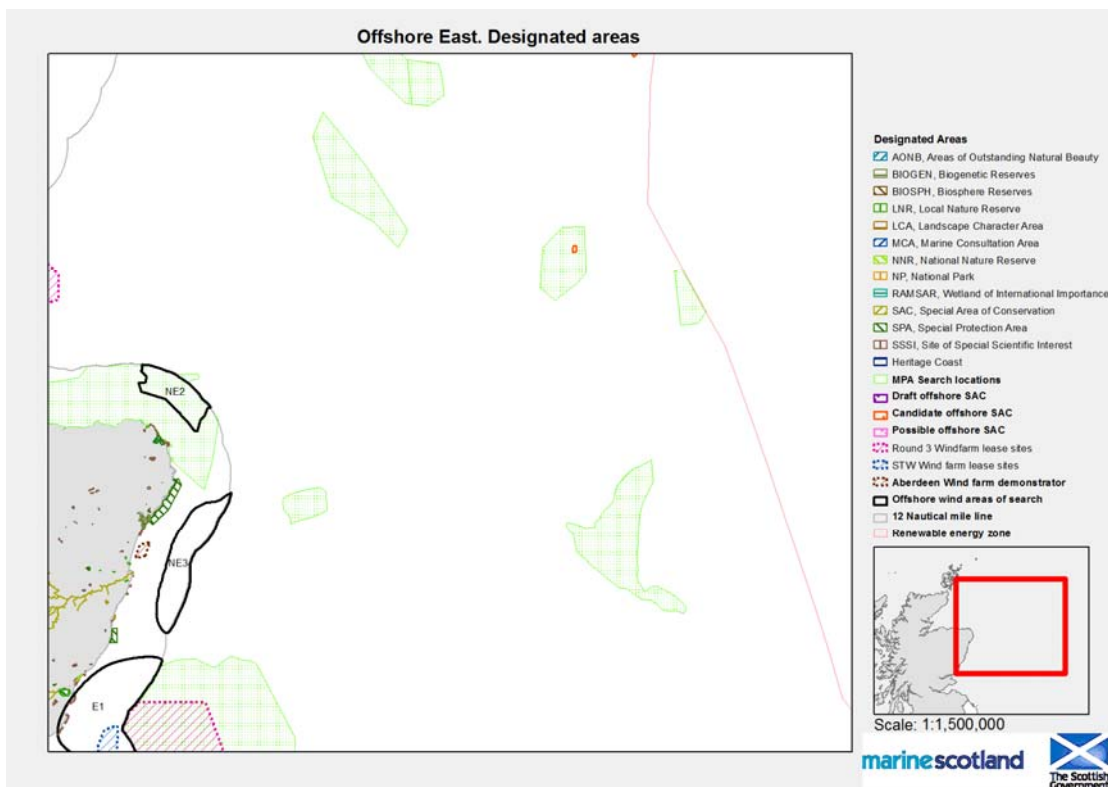 Offshore East. Designated areas
NE2
NE3
E1
Designated Areas
AONB, Areas of Outstanding Natural Beauty
BIOGEN, Biogenetic Reserves
BIOSPH, Biosphere Reserves
LNR, Local Nature Reserve
LCA, Landscape Character Area
MCA, Marine Consultation Area
NNR, National Nature Reserve
NP, National Park
RAMSAR, Wetland of International Importance
SAC, Special Area of Conservation
SPA, Special Protection Area
SSSI, Site of Special Scientific Interest
Heritage Coast
MPA Search locations
Draft offshore SAC
Candidate offshore SAC
Possible offshore SAC
Round 3 Windfarm lease sites
STW Wind farm lease sites
Aberdeen Wind farm demonstrator
Offshore wind areas of search
12 Nautical mile line
Renewable energy zone
Scale: 1:1,500,000
marinescotland
The Scottish
Government